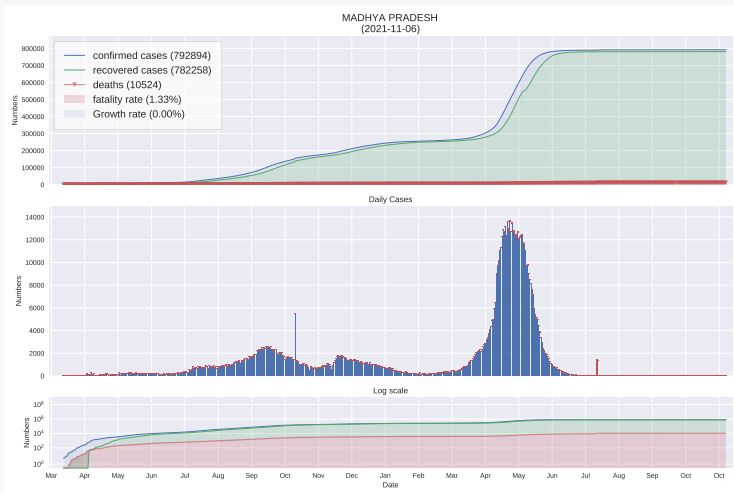 MADHYA PRADESH
(2021-11-06)
confirmed cases (792894)
recovered cases (782258)
deaths (10524)
fatality rate (1.33%)
Growth rate (0.00%)
Numbers
800000
700000
600000
500000
400000
300000
200000
100000
0
Daily Cases
Numbers
14000
12000
10000
8000
6000
4000
2000
0
Log scale
Numbers
10⁸
10⁶
10⁴
10²
10⁰
Mar Apr May Jun Jul Aug Sep Oct Nov Dec Jan Feb Mar Apr May Jun Jul Aug Sep Oct Oct
Date